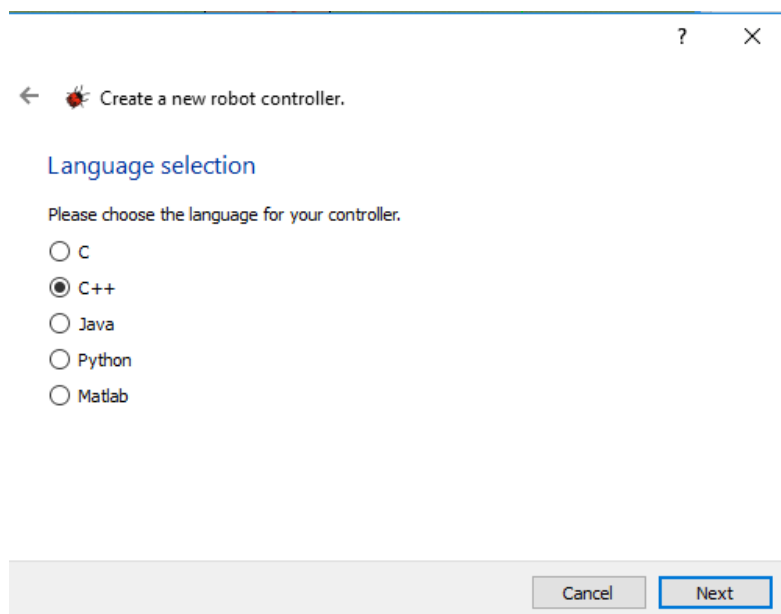 ?
Create a new robot controller.
Language selection
Please choose the language for your controller.
C
C++
Java
Python
Matlab
Cancel Next